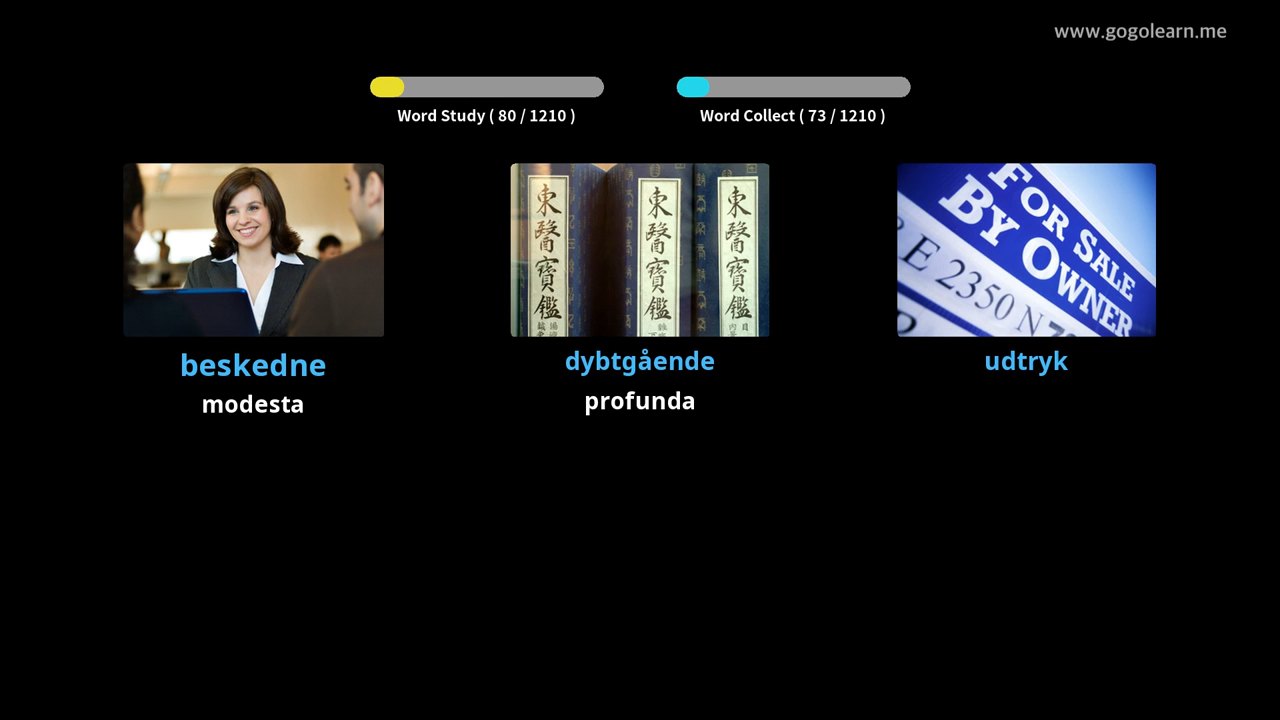 www.gogolearn.me
Word Study ( 80 / 1210 )
Word Collect ( 73 / 1210 )
東醫寶鑑
東醫寶鑑
東醫寶鑑
FOR SALE
BY OWNER
E 2350 N
beskedne
dybtgående
udtryk
modesta
profunda